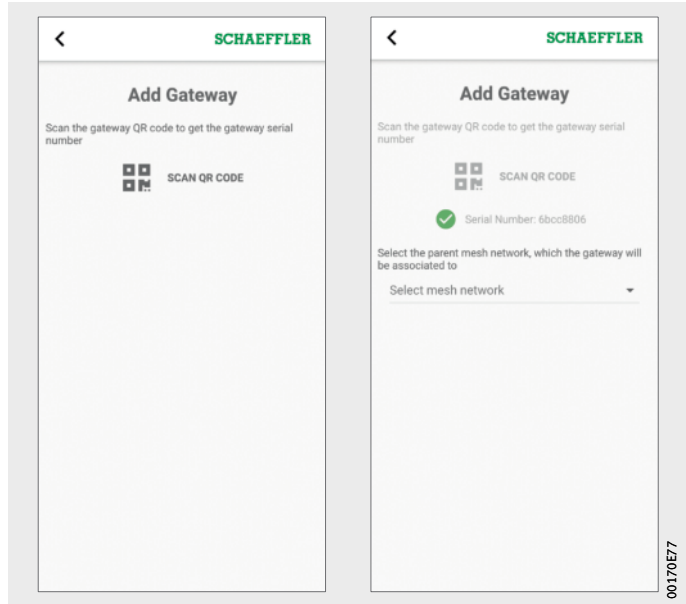 SCHAEFFLER
Add Gateway
Scan the gateway QR code to get the gateway serial
number
SCAN QR CODE
SCHAEFFLER
Add Gateway
Scan the gateway QR code to get the gateway serial
number
SCAN QR CODE
Serial Number: 6bcc8806
Select the parent mesh network, which the gateway will
be associated to
Select mesh network
00170E77